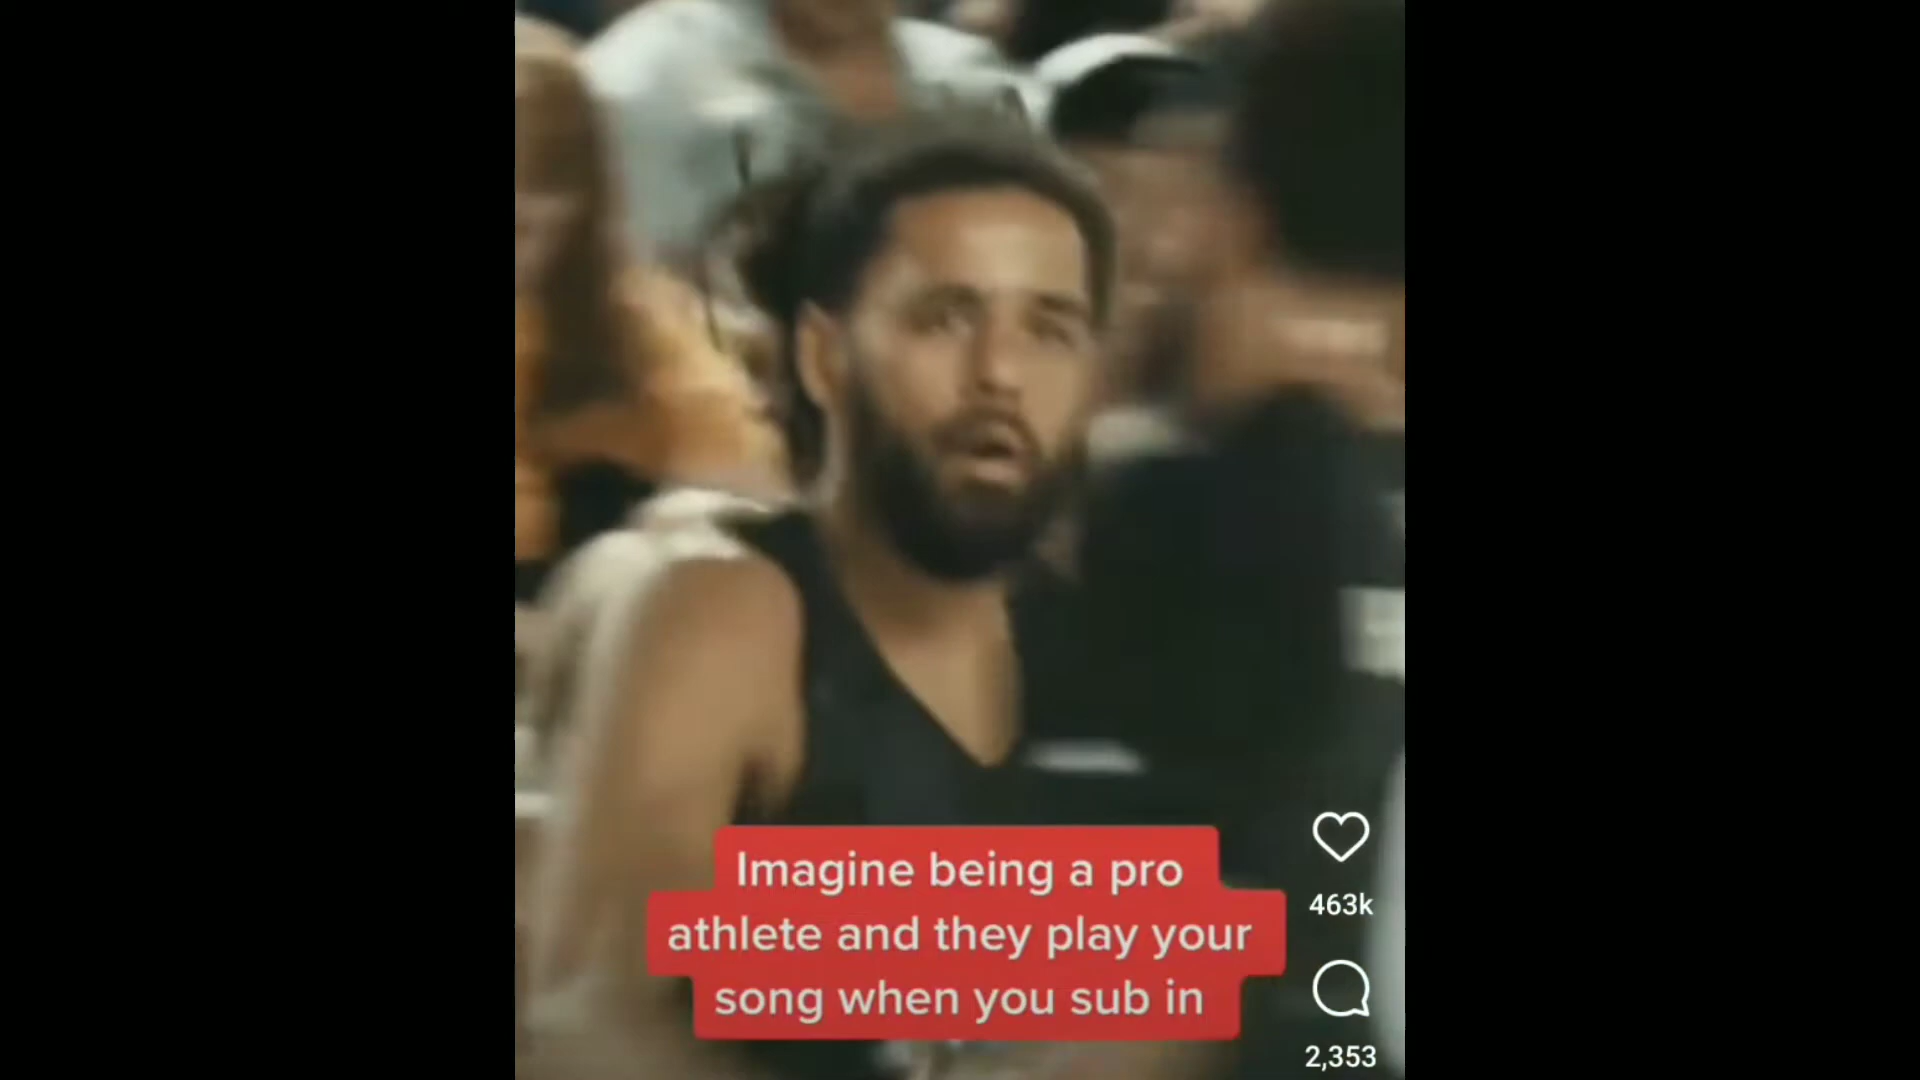 Imagine being a pro
athlete and they play your
song when you sub in
463k
2,353